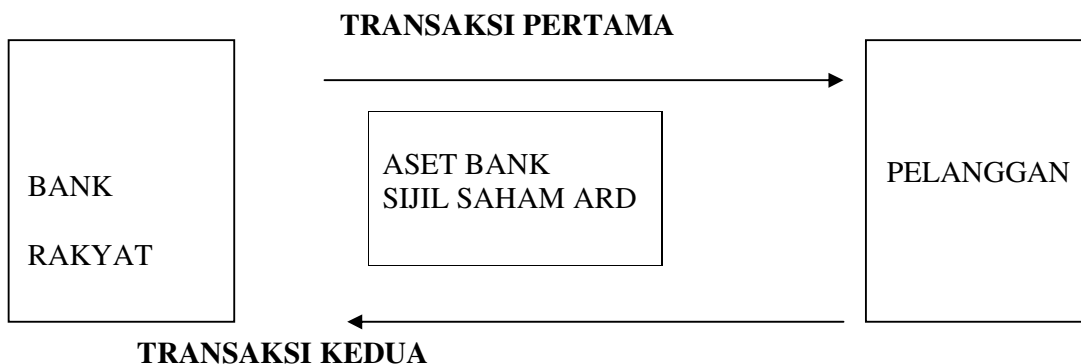 TRANSAKSI PERTAMA
BANK
RAKYAT
ASET BANK
SIJIL SAHAM ARD
PELANGGAN
TRANSAKSI KEDUA